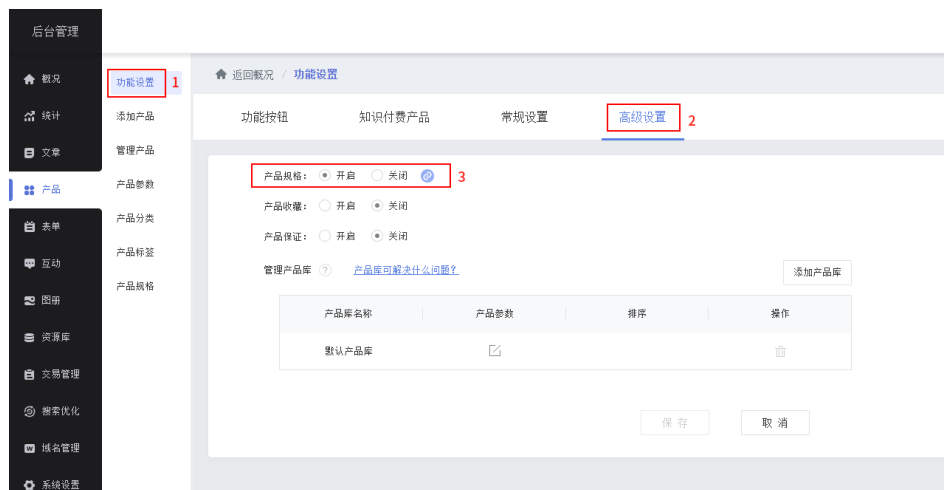 后台管理
概况
统计
文章
产品
表单
互动
图册
资源库
交易管理
搜索优化
域名管理
系统设置
功能设置 1
添加产品
管理产品
产品参数
产品分类
产品标签
产品规格
返回概况 / 功能设置
功能按钮 知识付费产品 常规设置 高级设置 2
产品规格： 开启 关闭 3
产品收藏： 开启 关闭
产品保证： 开启 关闭
管理产品库 ? 产品库可解决什么问题？ 添加产品库
产品库名称 产品参数 排序 操作
默认产品库
保存 取消